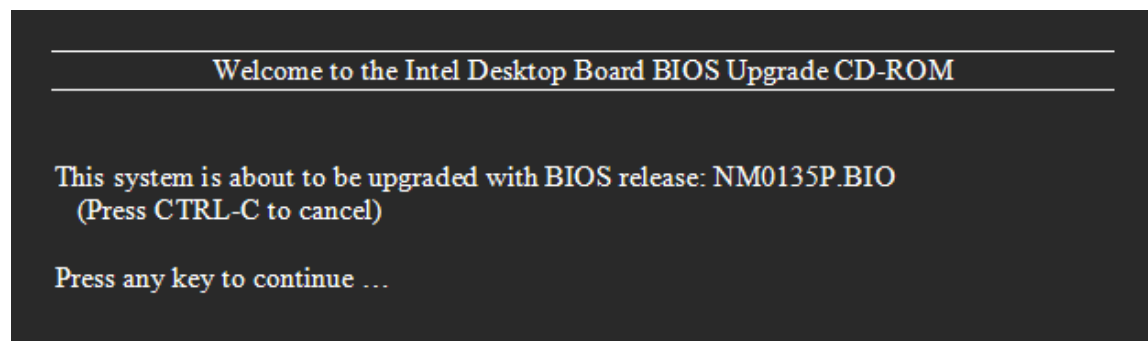 Welcome to the Intel Desktop Board BIOS Upgrade CD-ROM
This system is about to be upgraded with BIOS release: NM0135P.BIO
(Press CTRL-C to cancel)
Press any key to continue …